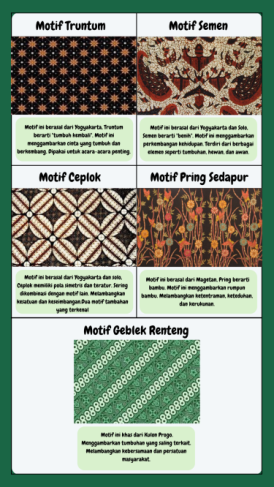 Motif Truntum
Motif ini berasal dari Yogyakarta, Truntum
berarti "tumbuh kembali". Motif ini
menggambarkan cinta yang tumbuh dan
berkembang. Dipakai untuk acara-acara penting.
Motif Semen
Motif ini berasal dari Yogyakarta dan Solo,
Semen berarti "benih". Motif ini menggambarkan
perkembangan kehidupan. Terdiri dari berbagai
elemen seperti tumbuhan, hewan, dan awan.
Motif Ceplok
Motif ini berasal dari Yogyakarta dan solo,
Ceplok memiliki pola simetris dan teratur. Sering
dikombinasi dengan motif lain. Melambangkan
kesatuan dan keseimbangan.Dua motif tambahan
yang terkenal
Motif Pring Sedapur
Motif ini berasal dari Magetan, Pring berarti
bambu. Motif ini menggambarkan rumpun
bambu. Melambangkan ketentraman, keteduhan,
dan kerukunan.
Motif Geblek Renteng
Motif ini khas dari Kulon Progo.
Menggambarkan tumbuhan yang saling terkait.
Melambangkan kebersamaan dan persatuan
masyarakat.